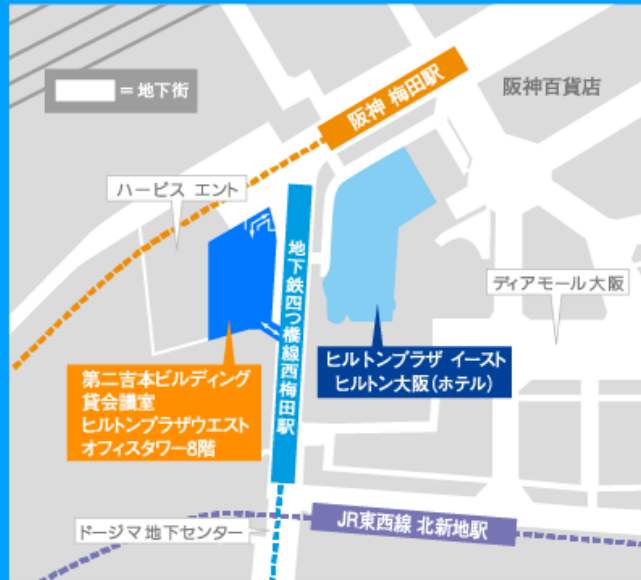 阪神 梅田駅
阪神百貨店
＝地下街
ハービス エント
地下鉄四つ橋線西梅田駅
ディアモール大阪
ヒルトンプラザ イースト
ヒルトン大阪(ホテル)
第二吉本ビルディング
貸会議室
ヒルトンプラザウエスト
オフィスタワー8階
JR東西線 北新地駅
ドージマ地下センター